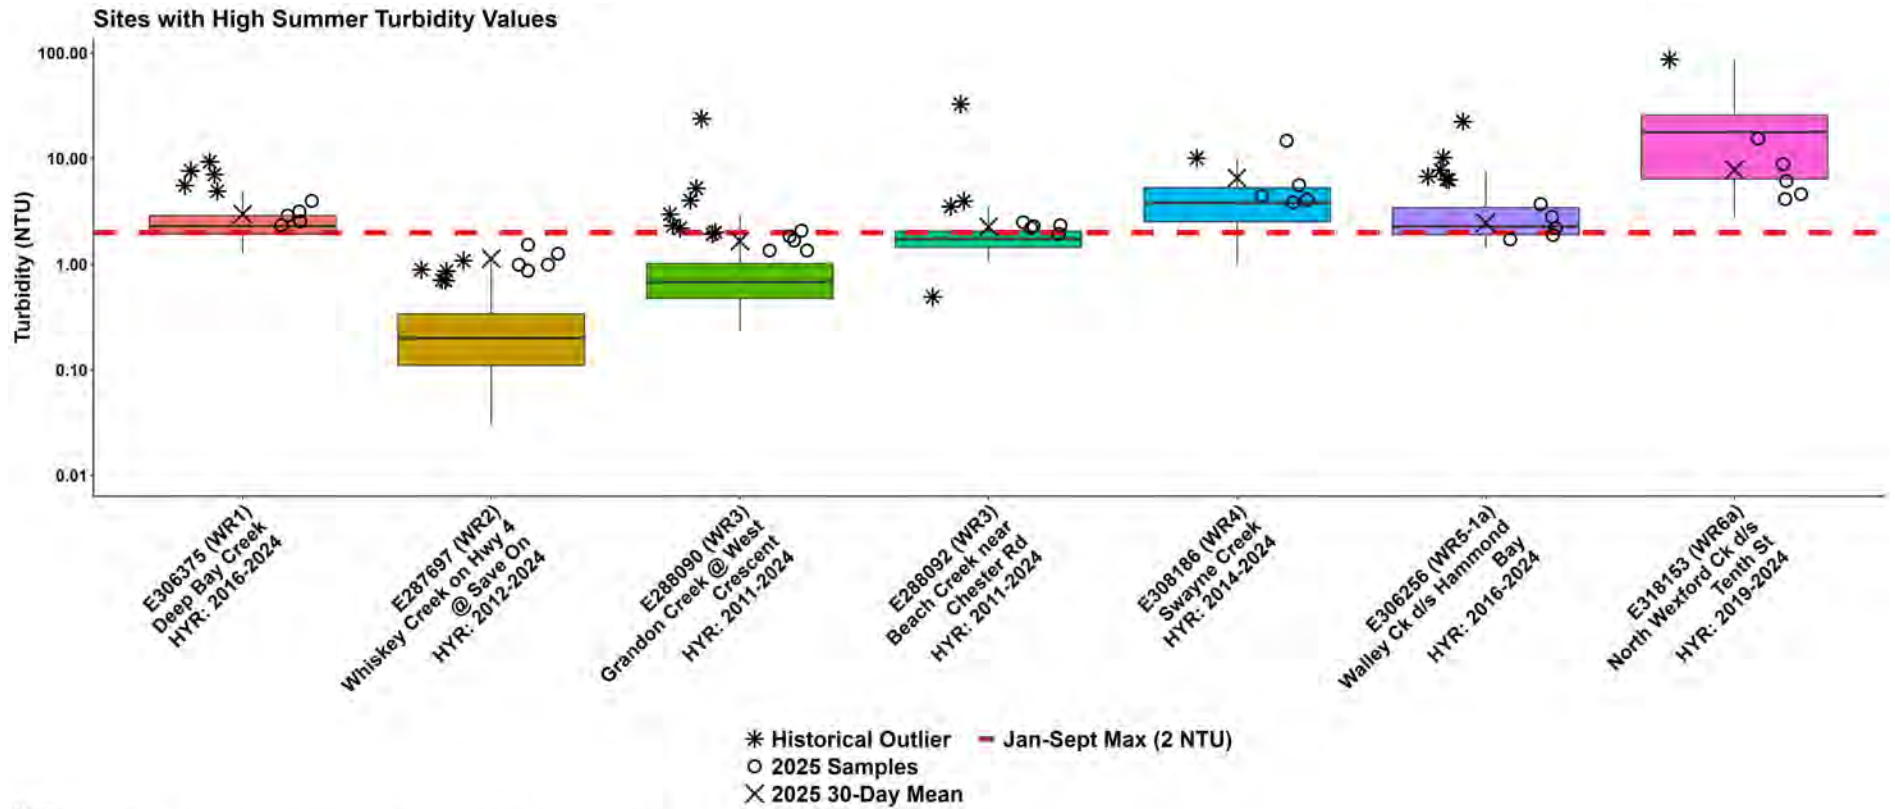 Sites with High Summer Turbidity Values
Turbidity (NTU)
100.00
10.00
1.00
0.10
0.01
E306375 (WR1)
Deep Bay Creek
HYR: 2016-2024
E287697 (WR2)
Whiskey Creek on Hwy 4
@ Save On
HYR: 2012-2024
E288090 (WR3)
Grandon Creek @ West
Crescent
HYR: 2011-2024
E288092 (WR3)
Beach Creek near
Chester Rd
HYR: 2011-2024
E308186 (WR4)
Swayne Creek
HYR: 2014-2024
E306256 (WR5-1a)
Walley Ck d/s Hammond
Bay
HYR: 2016-2024
E318153 (WR6a)
North Wexford Ck d/s
Tenth St
HYR: 2019-2024
Historical Outlier
2025 Samples
2025 30-Day Mean
Jan-Sept Max (2 NTU)